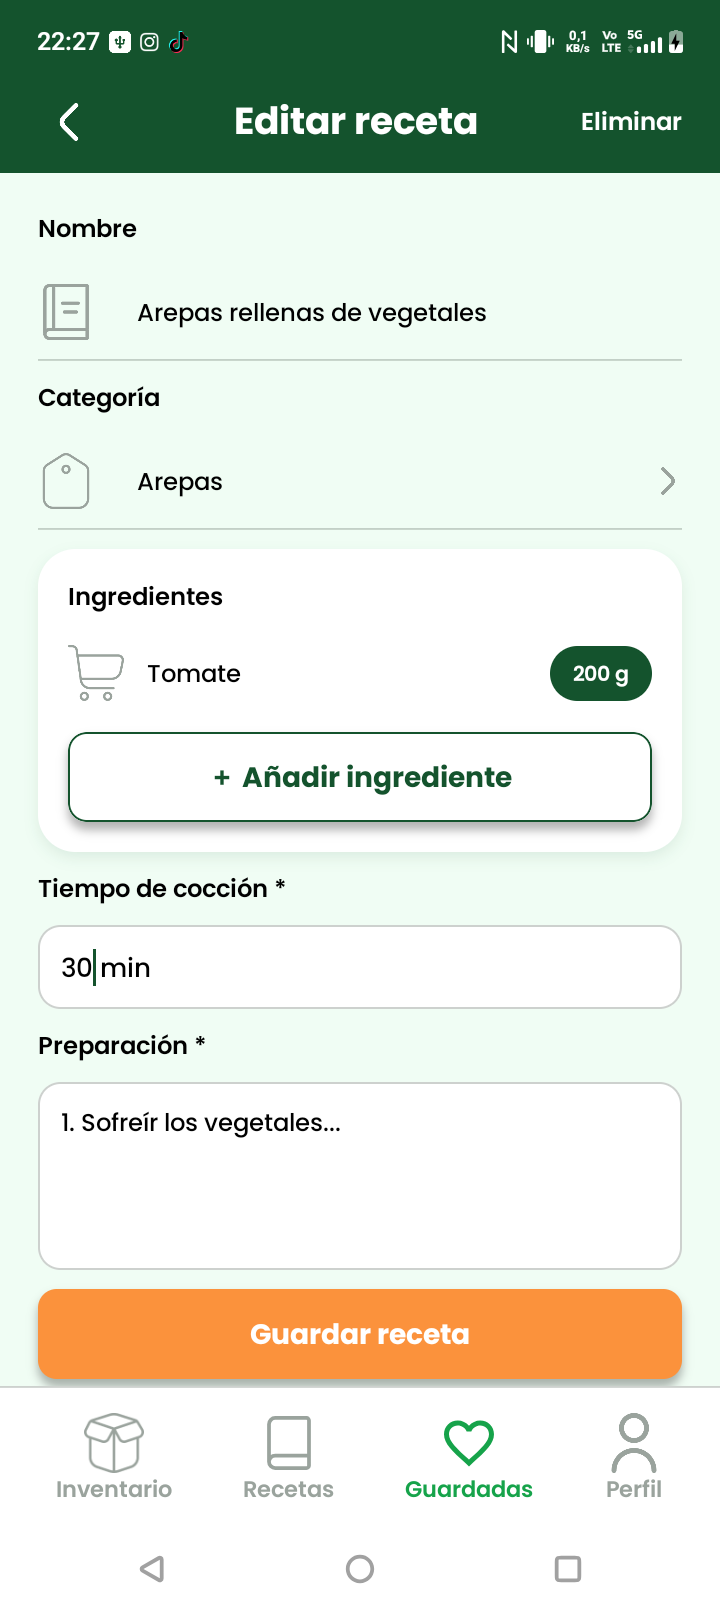 22:27
0,1 KB/s Vo LTE 5G
Editar receta
Eliminar
Nombre
Arepas rellenas de vegetales
Categoría
Arepas
Ingredientes
Tomate
200 g
+ Añadir ingrediente
Tiempo de cocción *
30 min
Preparación *
1. Sofreír los vegetales...
Guardar receta
Inventario
Recetas
Guardadas
Perfil